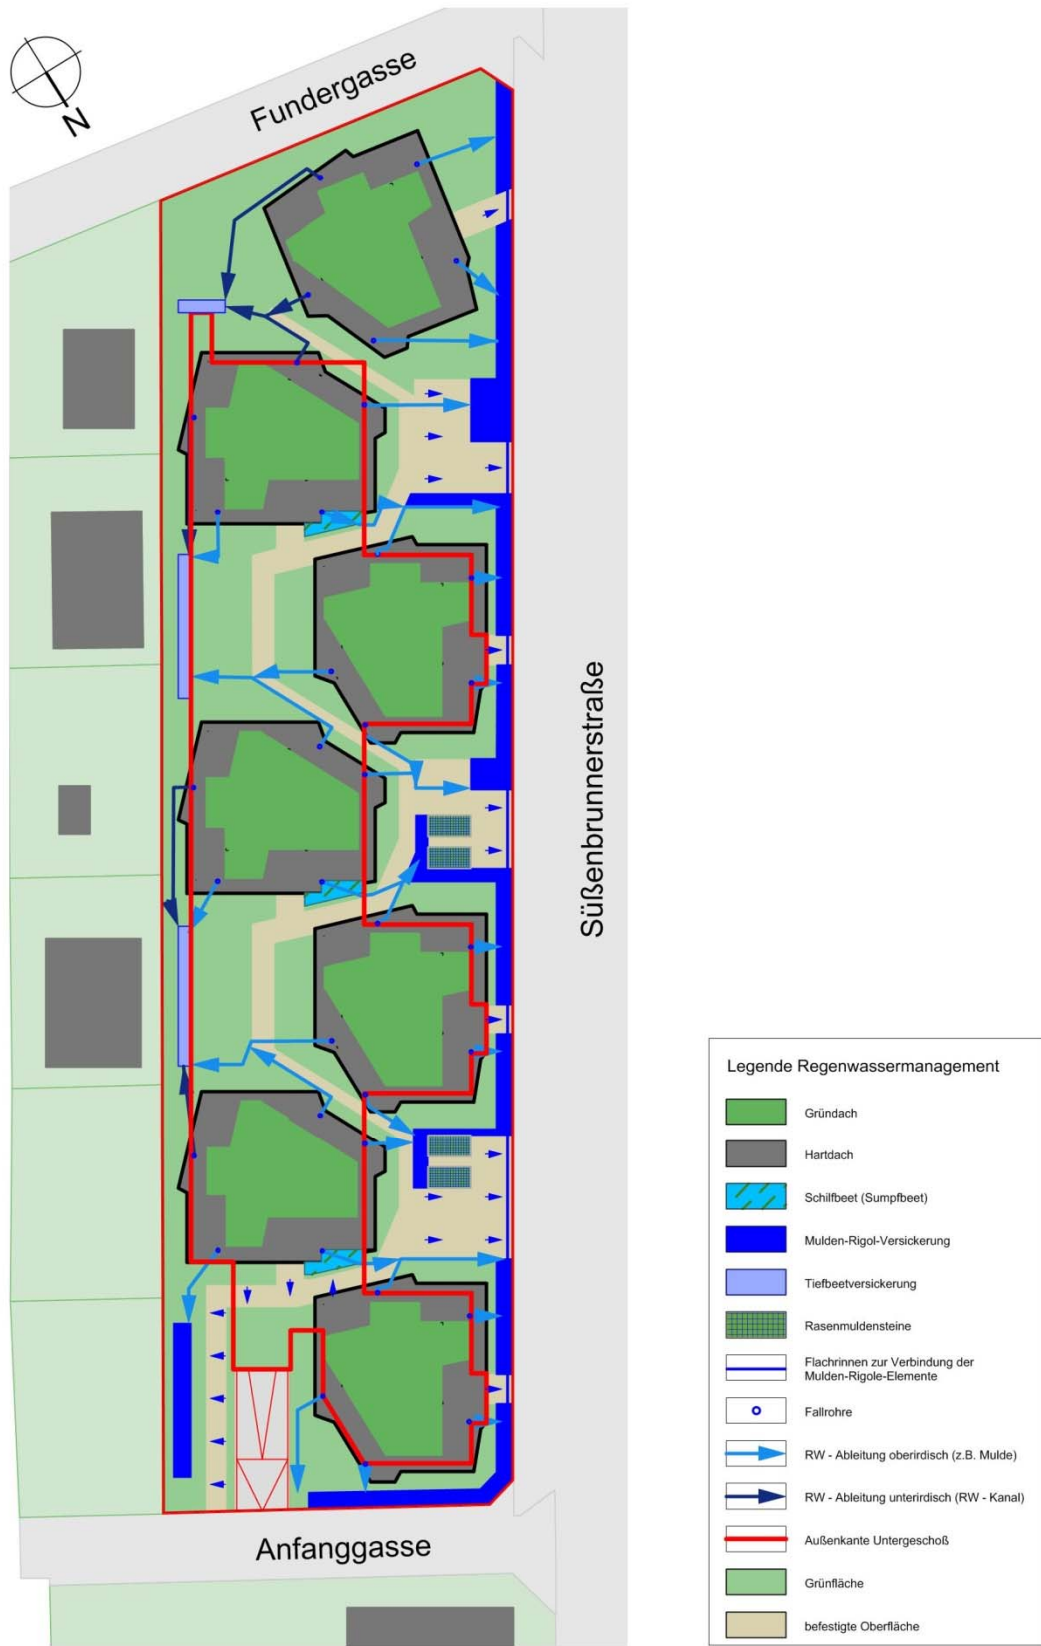 N
Fundergasse
Süßenbrunnerstraße
Anfanggasse
Legende Regenwassermanagement
Gründach
Hartdach
Schilfbeet (Sumpfbeet)
Mulden-Rigol-Versickerung
Tiefbeetversickerung
Rasenmuldensteine
Flachrinnen zur Verbindung der
Mulden-Rigole-Elemente
Fallrohre
RW - Ableitung oberirdisch (z.B. Mulde)
RW - Ableitung unterirdisch (RW - Kanal)
Außenkante Untergeschoß
Grünfläche
befestigte Oberfläche